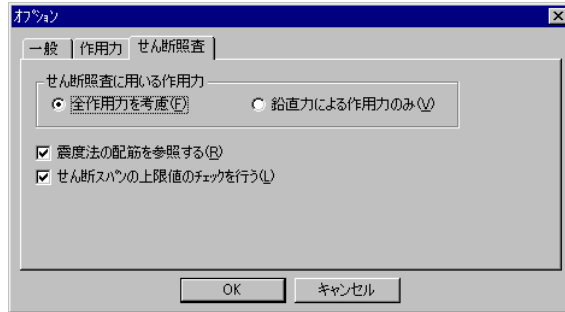 オプション
一般 作用力 せん断照査
せん断照査に用いる作用力
全作用力を考慮(F) 鉛直力による作用力のみ(V)
震度法の配筋を参照する(R)
せん断スパンの上限値のチェックを行う(L)
OK キャンセル